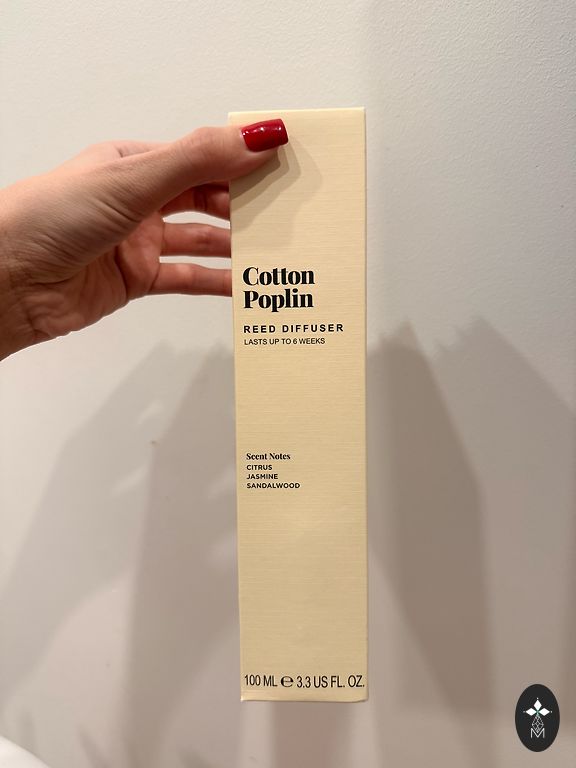 Cotton
Poplin
REED DIFFUSER
LASTS UP TO 6 WEEKS
Scent Notes
CITRUS
JASMINE
SANDALWOOD
100 ML ℮ 3.3 US FL. OZ.
M